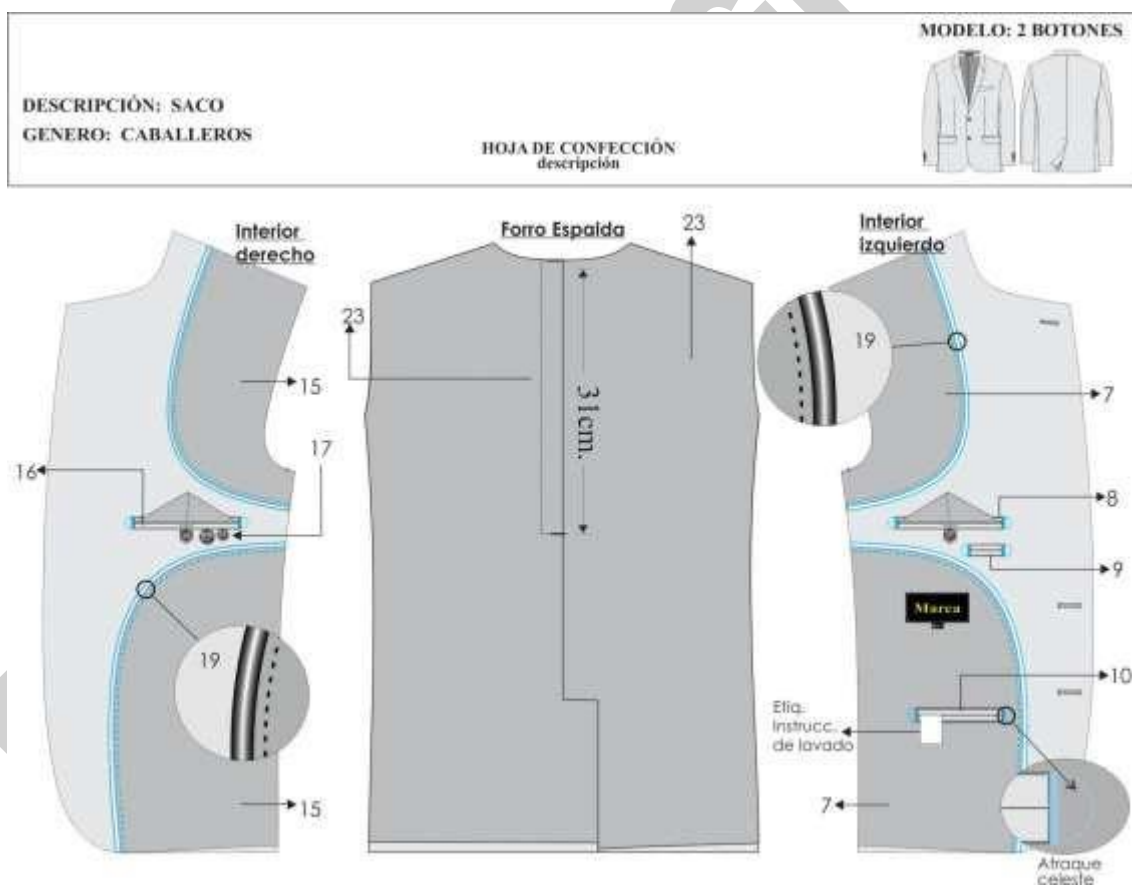 MODELO: 2 BOTONES
DESCRIPCIÓN: SACO
GENERO: CABALLEROS
HOJA DE CONFECCIÓN
descripción
Interior
derecho
Forro Espalda
23
Interior
izquierdo
23
19
15
31cm.
7
16
17
8
9
Marca
19
10
Etiq.
Instrucc.
de lavado
15
7
Atraque
celeste